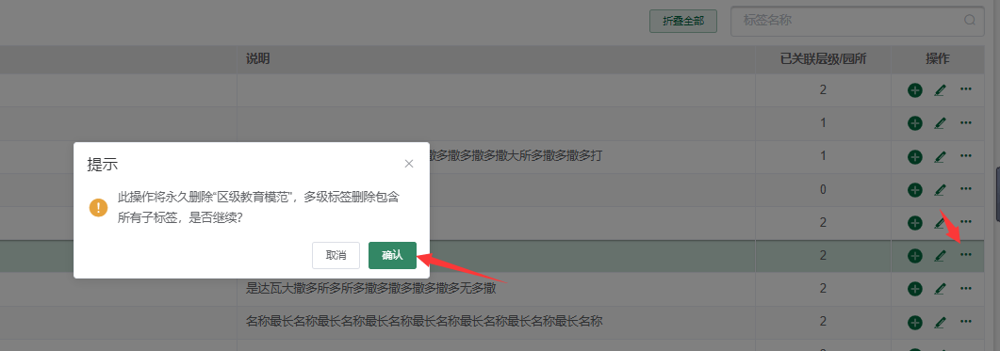 折叠全部
标签名称
说明
已关联层级/园所
操作
2
1
撒多撒多撒多撒大所多撒多撒多打
1
0
2
2
是达瓦大撒多所多所多撒多撒多撒多撒多无多撒
2
名称最长名称最长名称最长名称最长名称最长名称最长名称最长名称
2
提示
此操作将永久删除“区级教育模范”，多级标签删除包含
所有子标签，是否继续?
取消
确认